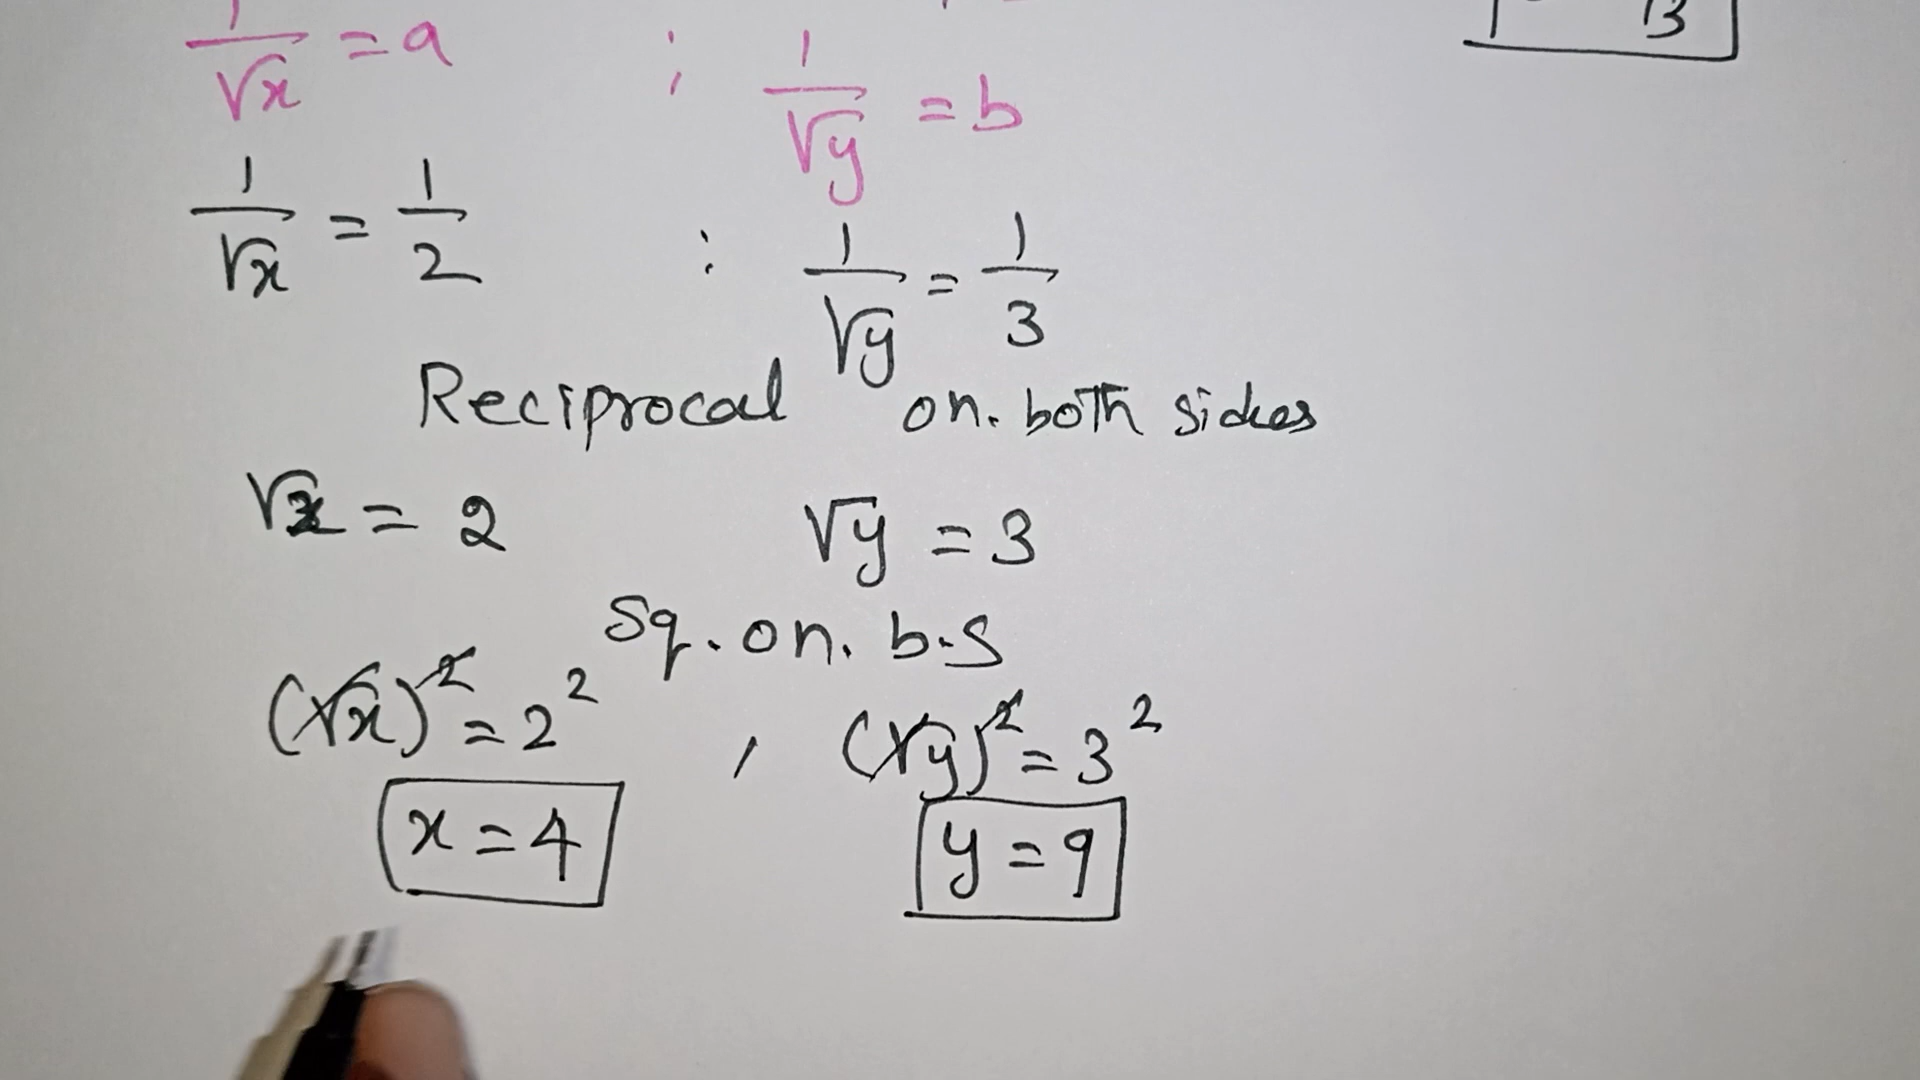 1/√x = a ; 1/√y = b
3
1/√x = 1/2 ; 1/√y = 1/3
Reciprocal on. both sides
√x = 2 √y = 3
Sq. on. b.s
(√x)² = 2² , (√y)² = 3²
x = 4 y = 9